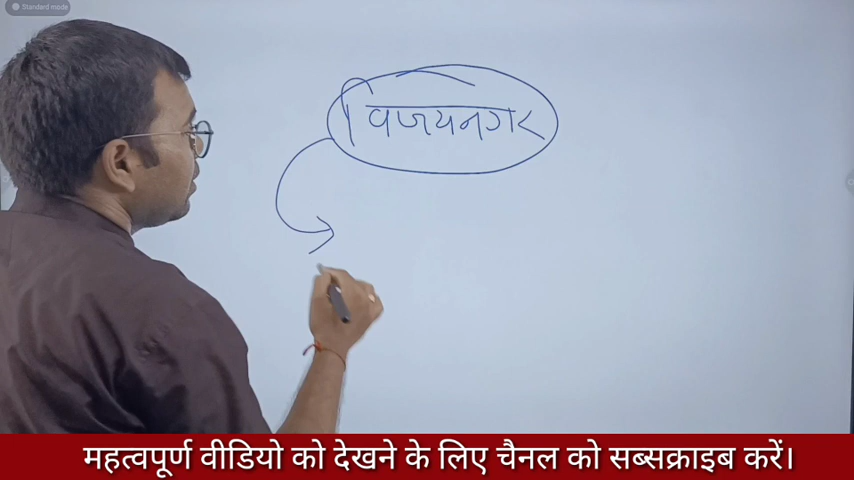 Standard mode
विजयनगर
महत्वपूर्ण वीडियो को देखने के लिए चैनल को सब्सक्राइब करें।